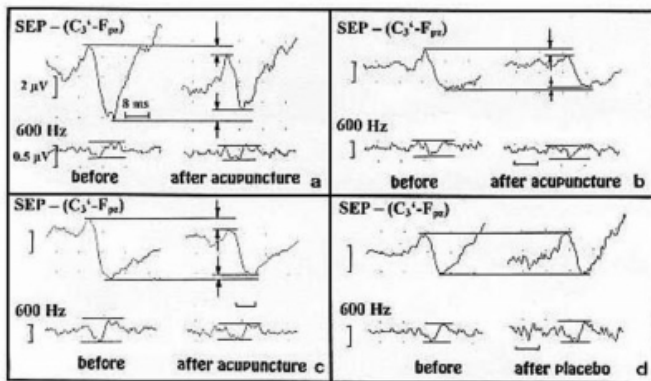 SEP – (C₃‘-Fpz)
2 µV
8 ms
600 Hz
0.5 µV
before after acupuncture a
SEP – (C₃‘-Fpz)
600 Hz
before after acupuncture b
SEP – (C₃‘-Fpz)
600 Hz
before after acupuncture c
SEP – (C₃‘-Fpz)
600 Hz
before after placebo d